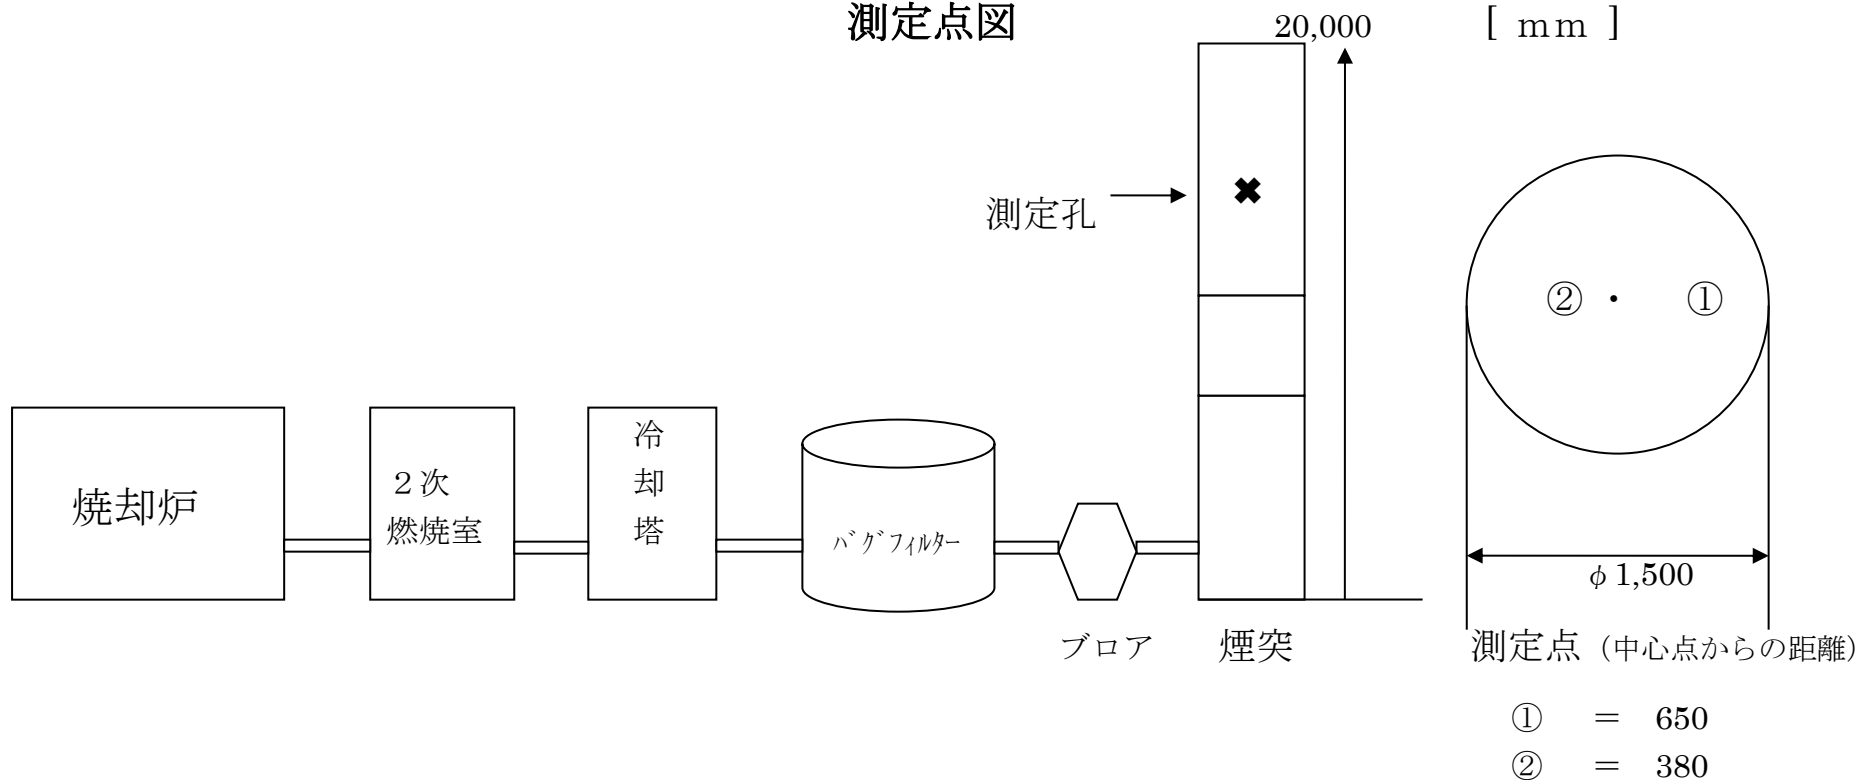 測定点図
20,000
[ mm ]
測定孔
② ・ ①
焼却炉
２次
燃焼室
冷
却
塔
ﾊﾞｸﾞﾌｨﾙﾀｰ
ブロア
煙突
φ1,500
測定点（中心点からの距離）
① ＝ 650
② ＝ 380